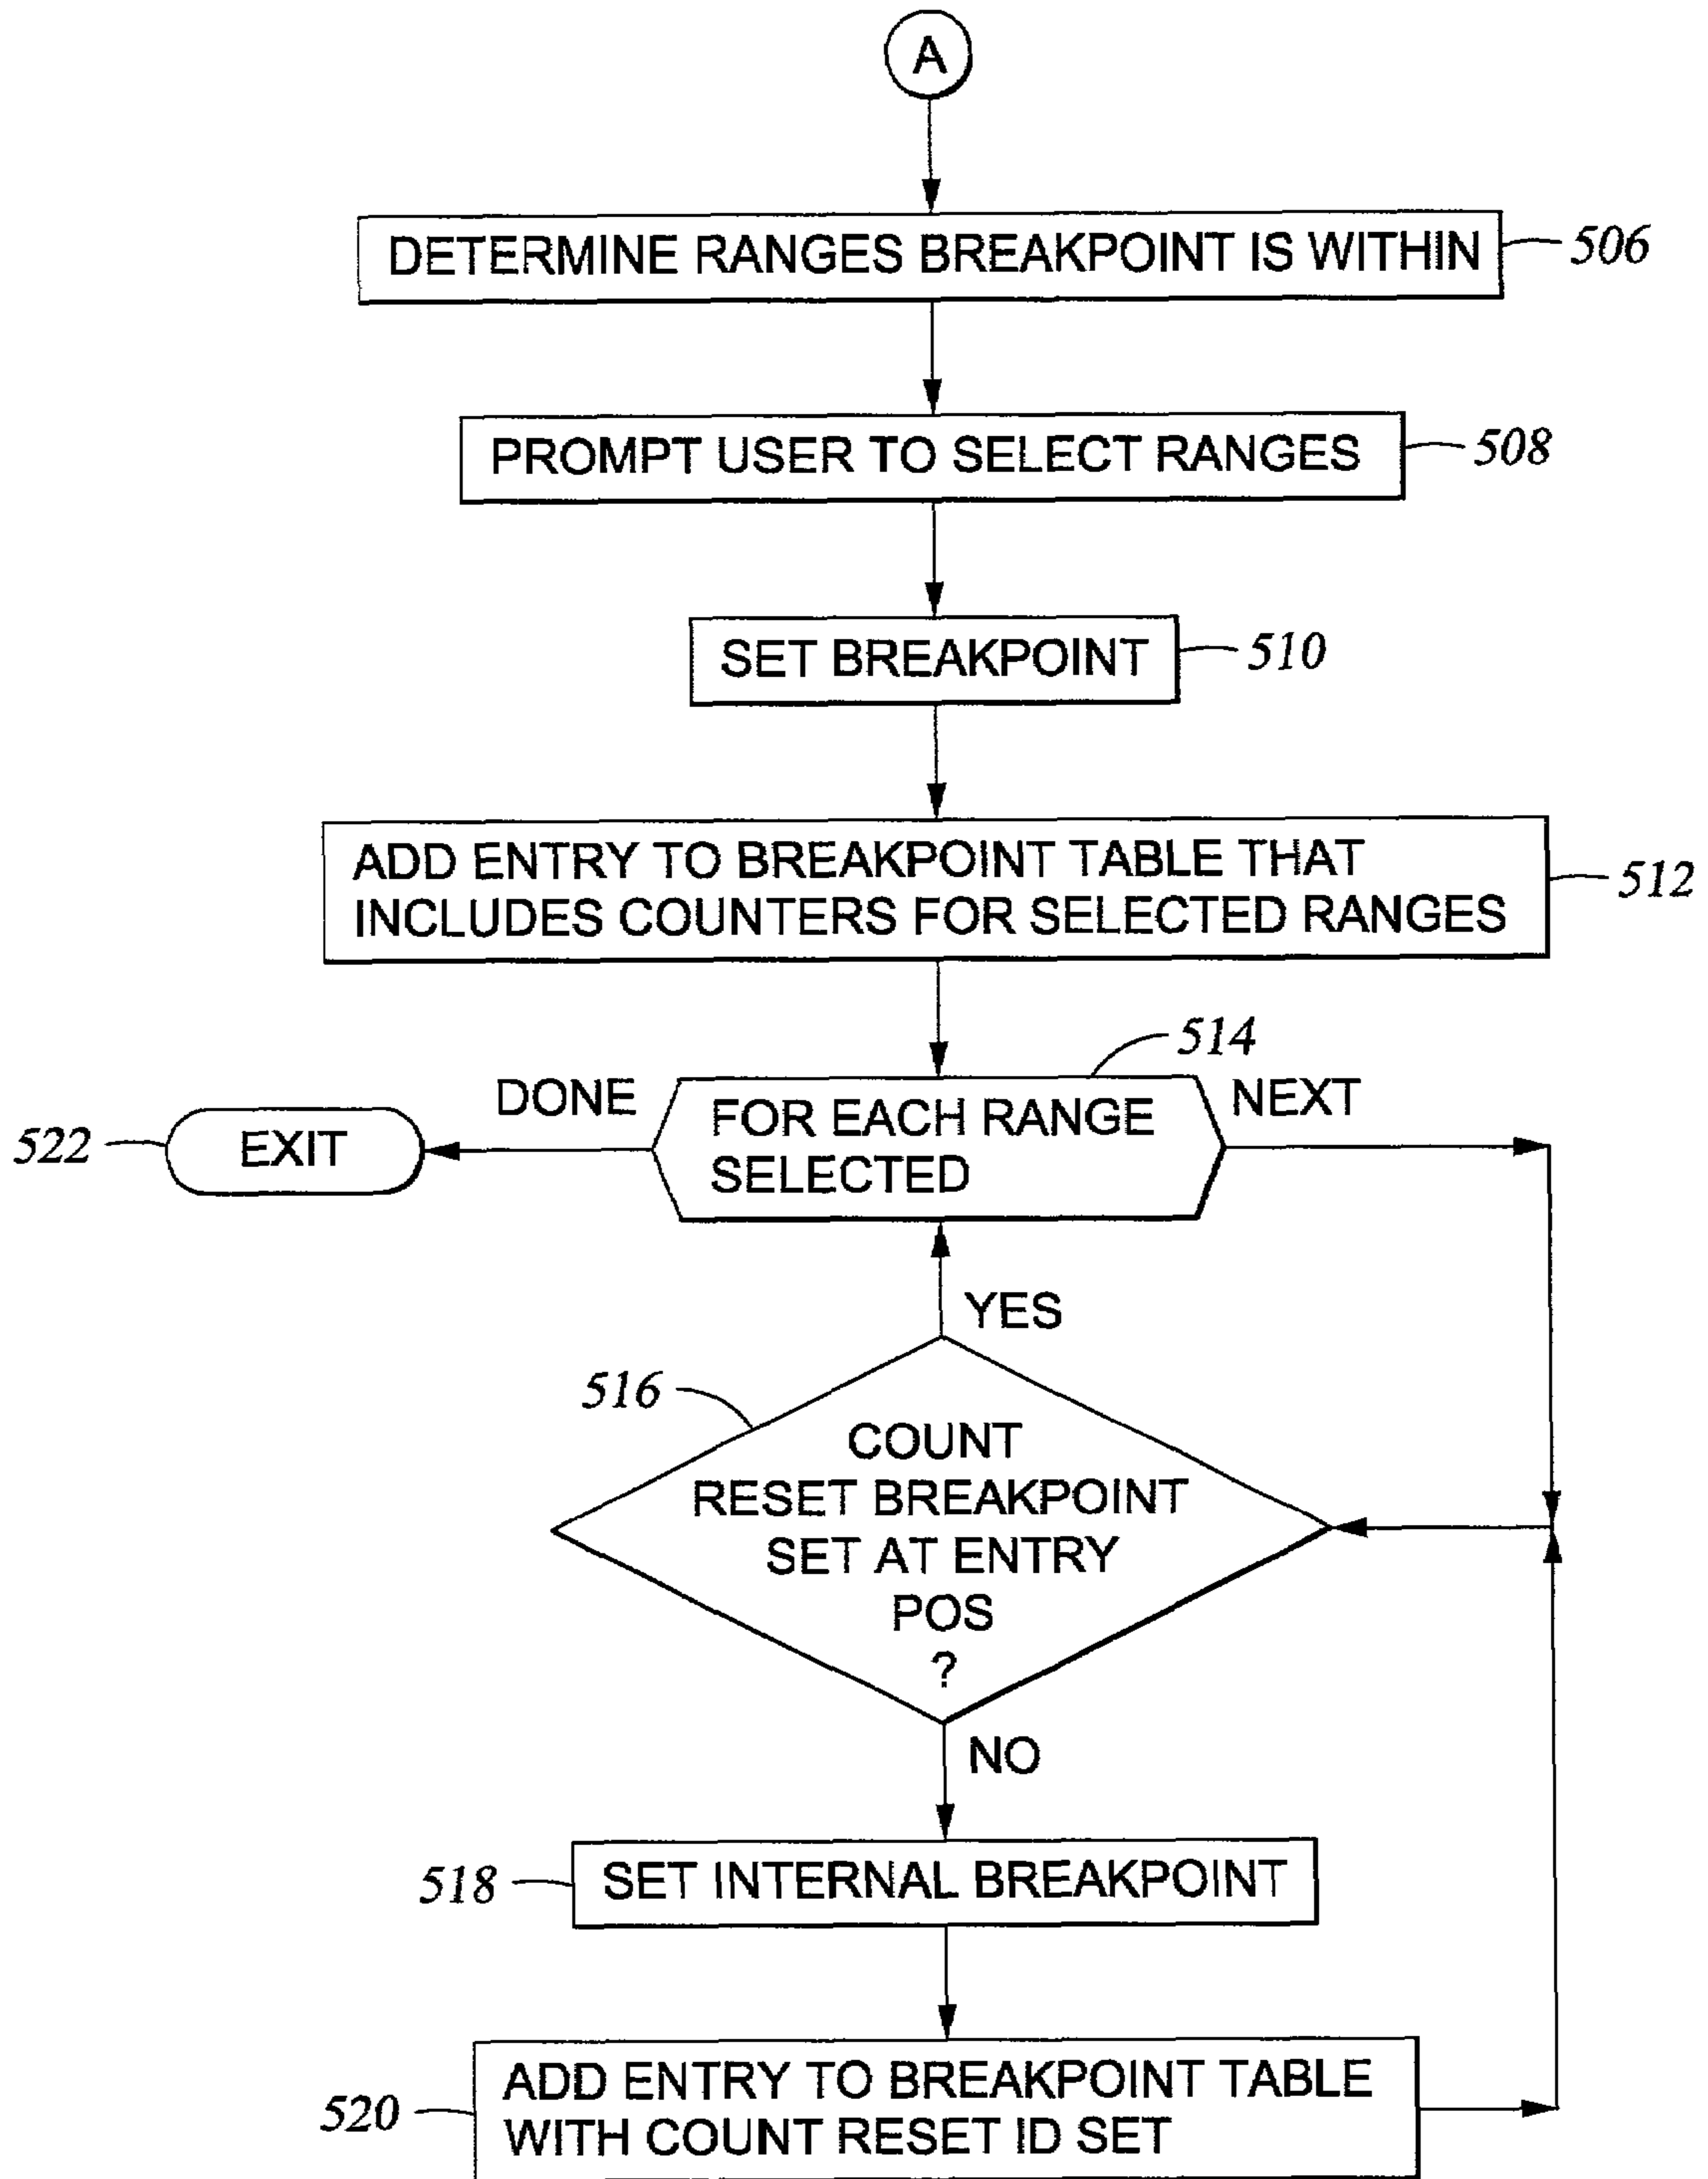 A
DETERMINE RANGES BREAKPOINT IS WITHIN
506
PROMPT USER TO SELECT RANGES
508
SET BREAKPOINT
510
ADD ENTRY TO BREAKPOINT TABLE THAT
INCLUDES COUNTERS FOR SELECTED RANGES
512
514
DONE
FOR EACH RANGE
SELECTED
NEXT
522
EXIT
YES
516
COUNT
RESET BREAKPOINT
SET AT ENTRY
POS
?
NO
518
SET INTERNAL BREAKPOINT
520
ADD ENTRY TO BREAKPOINT TABLE
WITH COUNT RESET ID SET